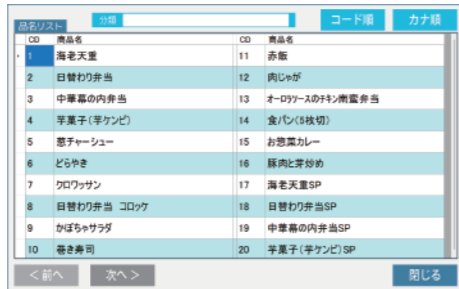 品名リスト 分類 コード順 カナ順
CD 商品名 CD 商品名
1 海老天重 11 赤飯
2 日替わり弁当 12 肉じゃが
3 中華幕の内弁当 13 オーロラソースのチキン南蛮弁当
4 芋菓子(芋ケンピ) 14 食パン(5枚切)
5 葱チャーシュー 15 お惣菜カレー
6 どらやき 16 豚肉と芽炒め
7 クロワッサン 17 海老天重SP
8 日替わり弁当 コロッケ 18 日替わり弁当SP
9 かぼちゃサラダ 19 中華幕の内弁当SP
10 巻き寿司 20 芋菓子(芋ケンピ)SP
<前へ 次へ> 閉じる